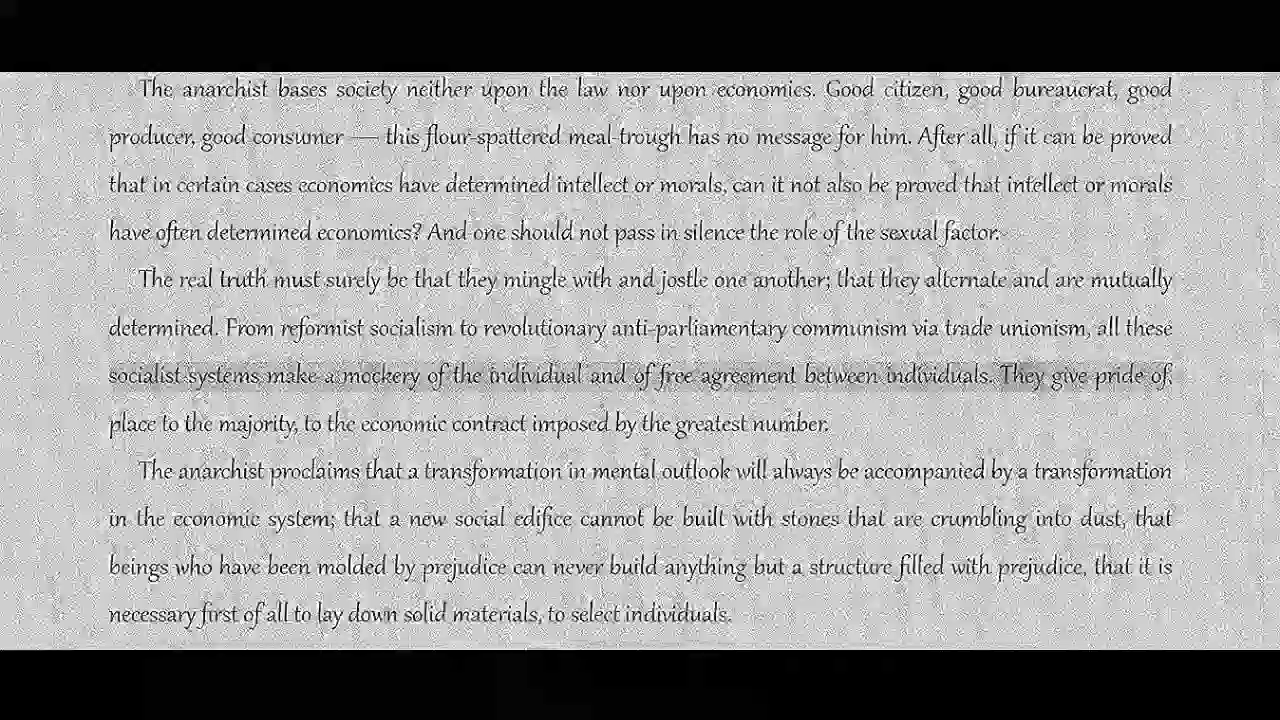 The anarchist bases society neither upon the law nor upon economics. Good citizen, good bureaucrat, good
producer, good consumer — this flour-spattered meal-trough has no message for him. After all, if it can be proved
that in certain cases economics have determined intellect or morals, can it not also be proved that intellect or morals
have often determined economics? And one should not pass in silence the role of the sexual factor.
The real truth must surely be that they mingle with and jostle one another; that they alternate and are mutually
determined. From reformist socialism to revolutionary anti-parliamentary communism via trade unionism, all these
socialist systems make a mockery of the individual and of free agreement between individuals. They give pride of
place to the majority, to the economic contract imposed by the greatest number.
The anarchist proclaims that a transformation in mental outlook will always be accompanied by a transformation
in the economic system; that a new social edifice cannot be built with stones that are crumbling into dust, that
beings who have been molded by prejudice can never build anything but a structure filled with prejudice, that it is
necessary first of all to lay down solid materials, to select individuals.